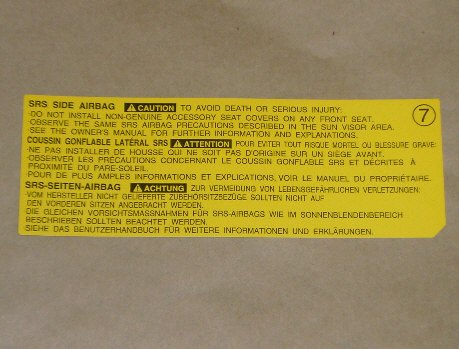 SRS SIDE AIRBAG ⚠CAUTION TO AVOID DEATH OR SERIOUS INJURY:
·DO NOT INSTALL NON-GENUINE ACCESSORY SEAT COVERS ON ANY FRONT SEAT.
·OBSERVE THE SAME SRS AIRBAG PRECAUTIONS DESCRIBED IN THE SUN VISOR AREA.
·SEE THE OWNER'S MANUAL FOR FURTHER INFORMATION AND EXPLANATIONS.
COUSSIN GONFLABLE LATÉRAL SRS ⚠ATTENTION POUR ÉVITER TOUT RISQUE MORTEL OU BLESSURE GRAVE:
·NE PAS INSTALLER DE HOUSSE QUI NE SOIT PAS D'ORIGINE SUR UN SIÈGE AVANT.
·OBSERVER LES PRÉCAUTIONS CONCERNANT LE COUSSIN GONFLABLE SRS ET DÉCRITES À
PROXIMITÉ DU PARE-SOLEIL.
·POUR DE PLUS AMPLES INFORMATIONS ET EXPLICATIONS, VOIR LE MANUEL DU PROPRIÉTAIRE.
SRS-SEITEN-AIRBAG ⚠ACHTUNG ZUR VERMEIDUNG VON LEBENSGEFÄHRLICHEN VERLETZUNGEN:
·VOM HERSTELLER NICHT GELIEFERTE ZUBEHÖRSITZBEZÜGE SOLLTEN NICHT AUF
DEN VORDEREN SITZEN ANGEBRACHT WERDEN.
·DIE GLEICHEN VORSICHTSMASSNAHMEN FÜR SRS-AIRBAGS WIE IM SONNENBLENDENBEREICH
BESCHRIEBEN SOLLTEN BEACHTET WERDEN.
·SIEHE DAS BENUTZERHANDBUCH FÜR WEITERE INFORMATIONEN UND ERKLÄRUNGEN.
7